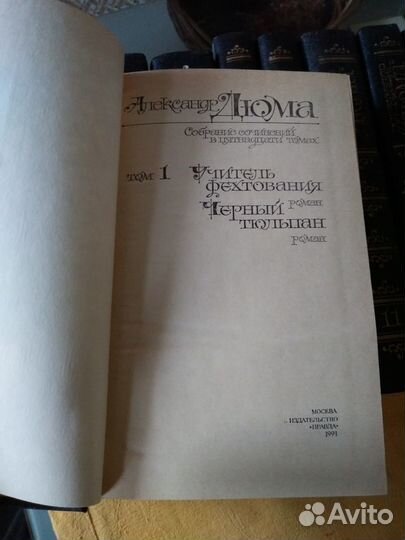 Александр Дюма
Собрание сочинений
в пятнадцати томах
том 1 Учитель
фехтования
роман
Черный
тюльпан
роман
МОСКВА
ИЗДАТЕЛЬСТВО
«ПРАВДА»
1991
11
Avito